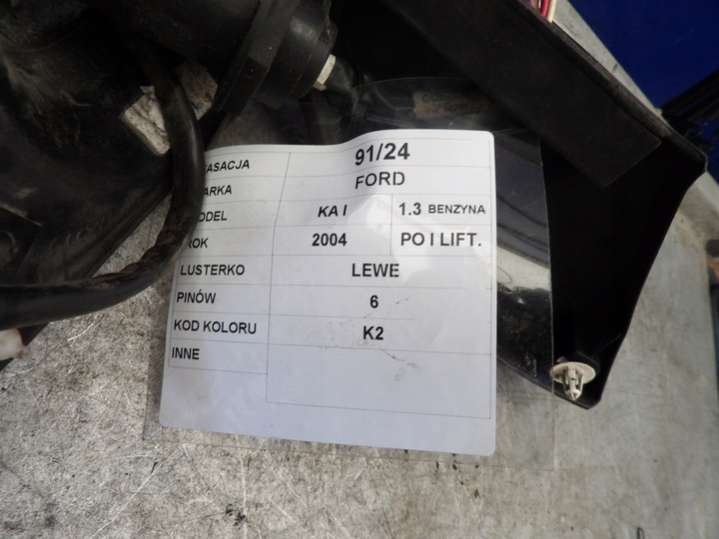 ASACJA 91/24
ARKA FORD
ODEL KA I 1.3 BENZYNA
ROK 2004 PO I LIFT.
LUSTERKO LEWE
PINÓW 6
KOD KOLORU K2
INNE